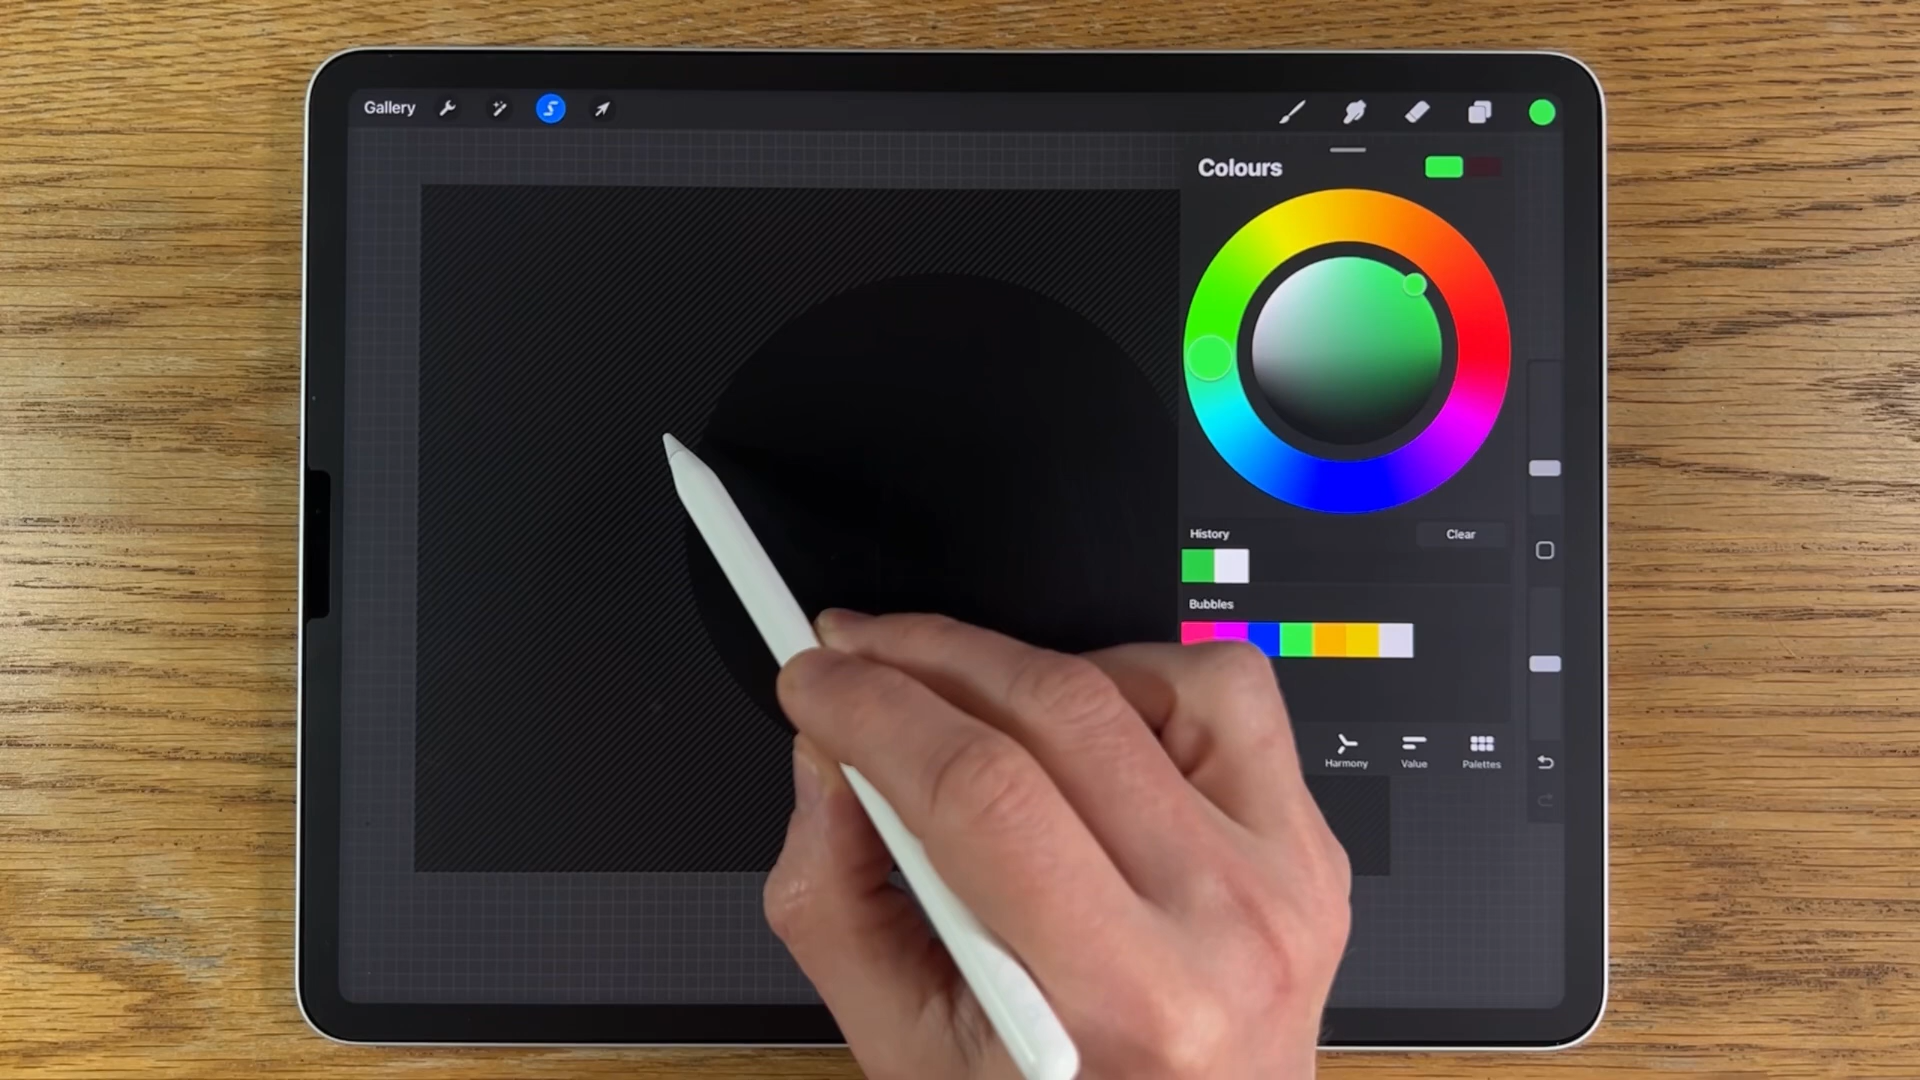 Gallery
Colours
History
Clear
Bubbles
Harmony
Value
Palettes